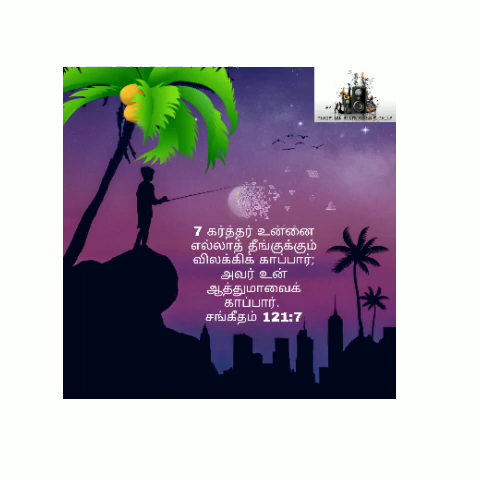 7 கர்த்தர் உன்னை
எல்லாத் தீங்குக்கும்
விலக்கிக் காப்பார்;
அவர் உன்
ஆத்துமாவைக்
காப்பார்.
சங்கீதம் 121:7